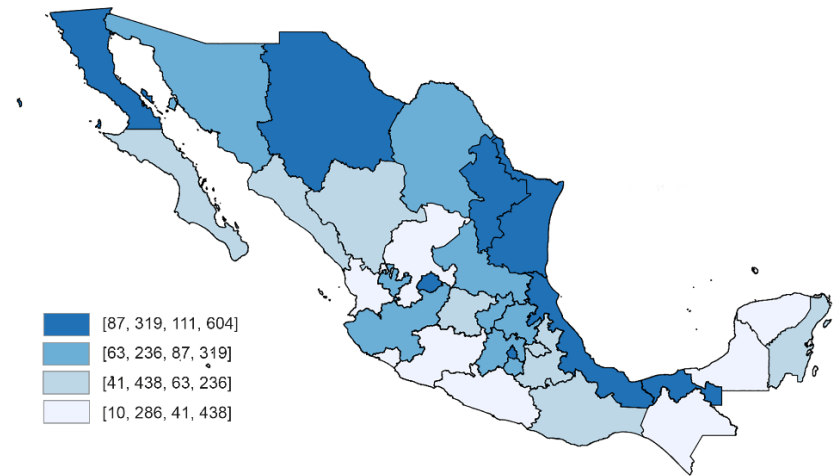 [87, 319, 111, 604]
[63, 236, 87, 319]
[41, 438, 63, 236]
[10, 286, 41, 438]